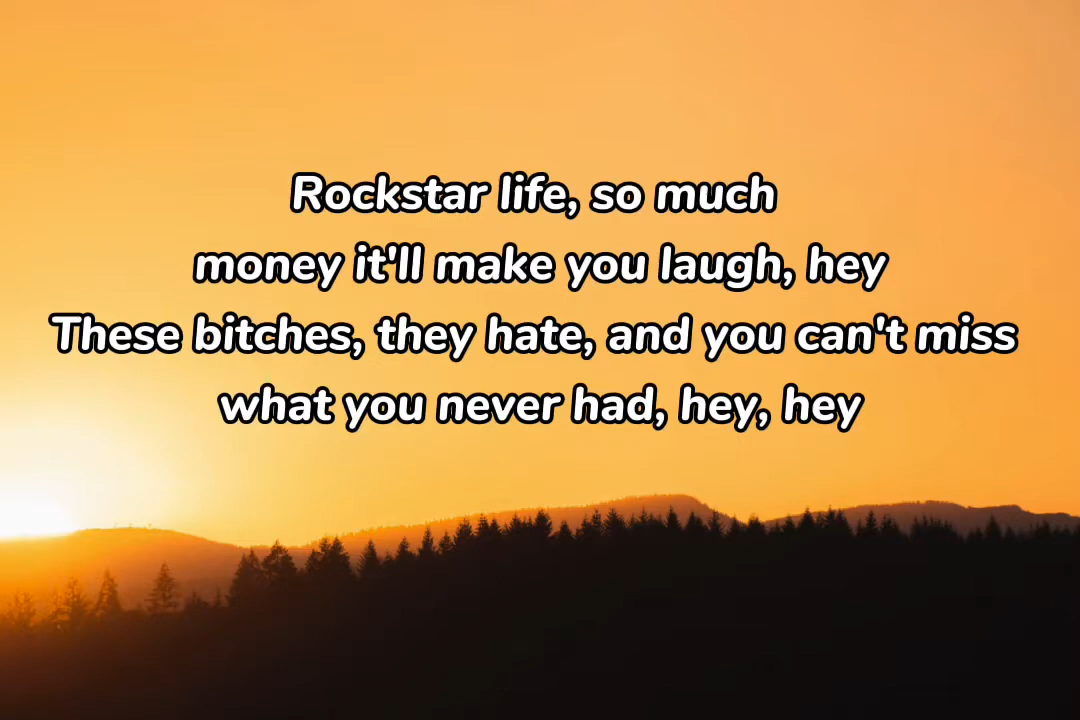 Rockstar life, so much
money it'll make you laugh, hey
These bitches, they hate, and you can't miss
what you never had, hey, hey